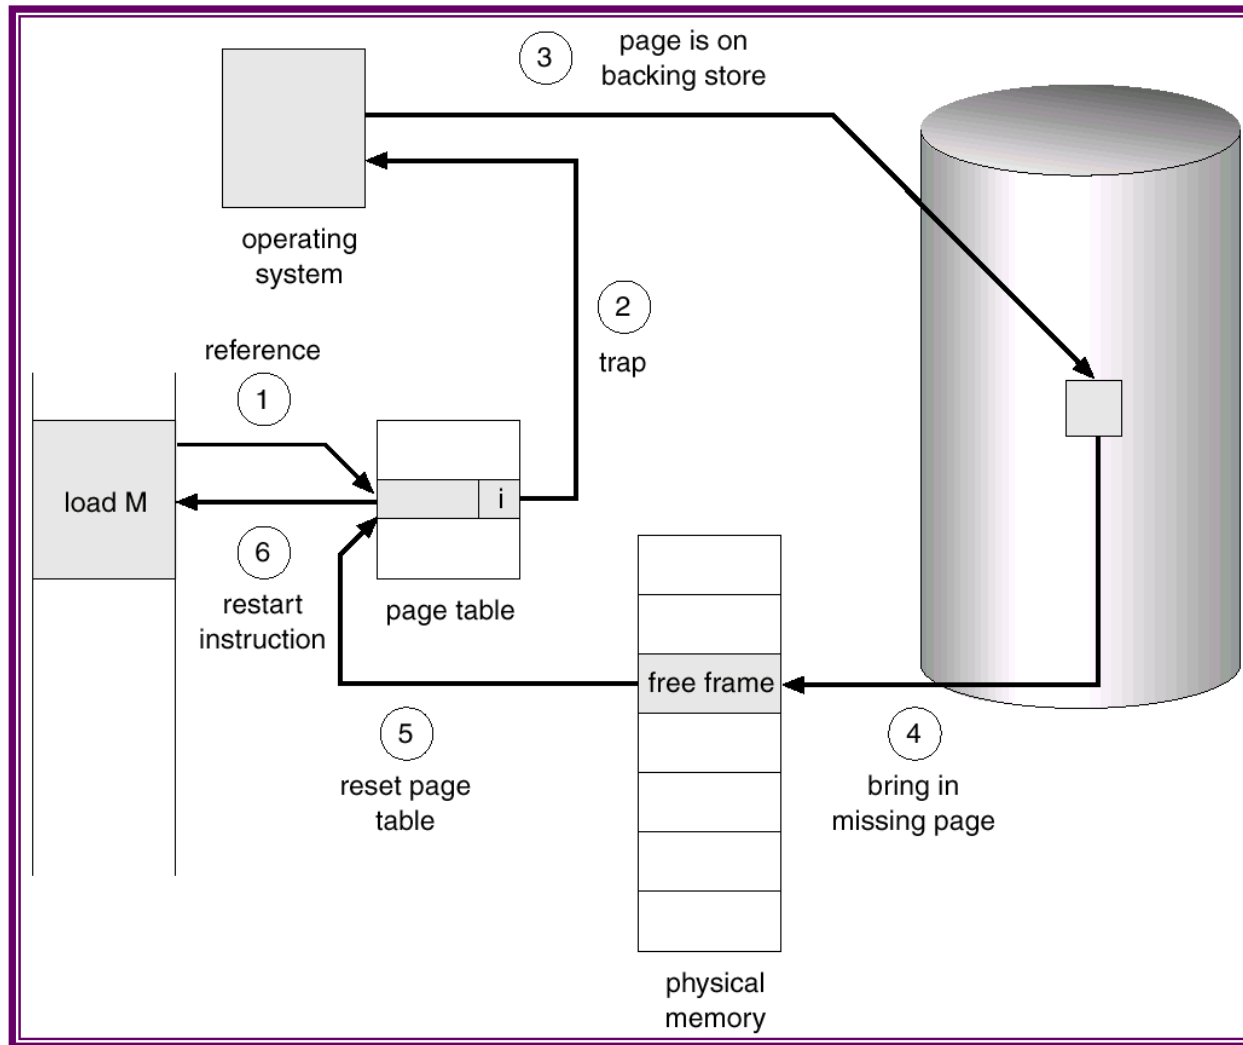 3
page is on
backing store
operating
system
2
trap
reference
1
load M
i
6
restart
instruction
page table
free frame
5
reset page
table
4
bring in
missing page
physical
memory